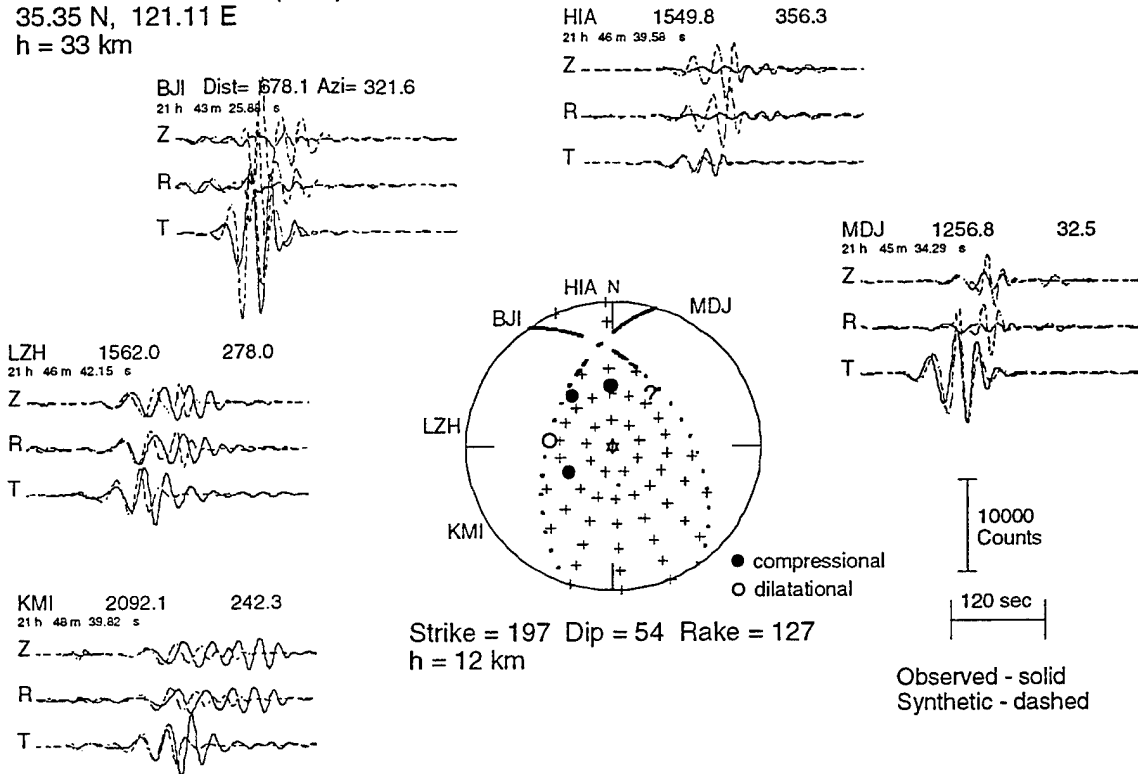 35.35 N, 121.11 E
h = 33 km
HIA 1549.8 356.3
21 h 46 m 39.58 s
Z
R
T
BJI Dist= 678.1 Azi= 321.6
21 h 43 m 25.88 s
Z
R
T
MDJ 1256.8 32.5
21 h 45 m 34.29 s
Z
R
T
LZH 1562.0 278.0
21 h 46 m 42.15 s
Z
R
T
HIA N
BJI
MDJ
?
LZH
KMI
10000
Counts
● compressional
○ dilatational
120 sec
KMI 2092.1 242.3
21 h 48 m 39.82 s
Z
R
T
Strike = 197 Dip = 54 Rake = 127
h = 12 km
Observed - solid
Synthetic - dashed